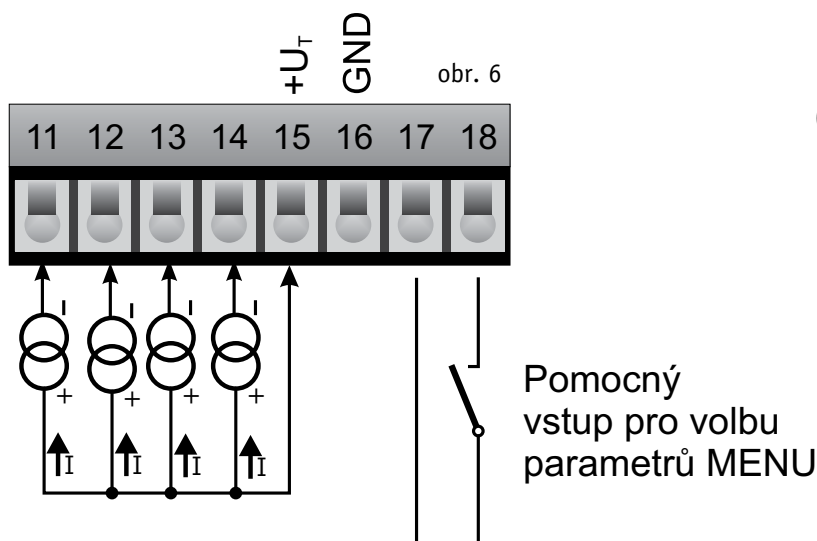 +U_T
GND
obr. 6
11 12 13 14 15 16 17 18
− − − −
+ + + +
I I I I
Pomocný
vstup pro volbu
parametrů MENU